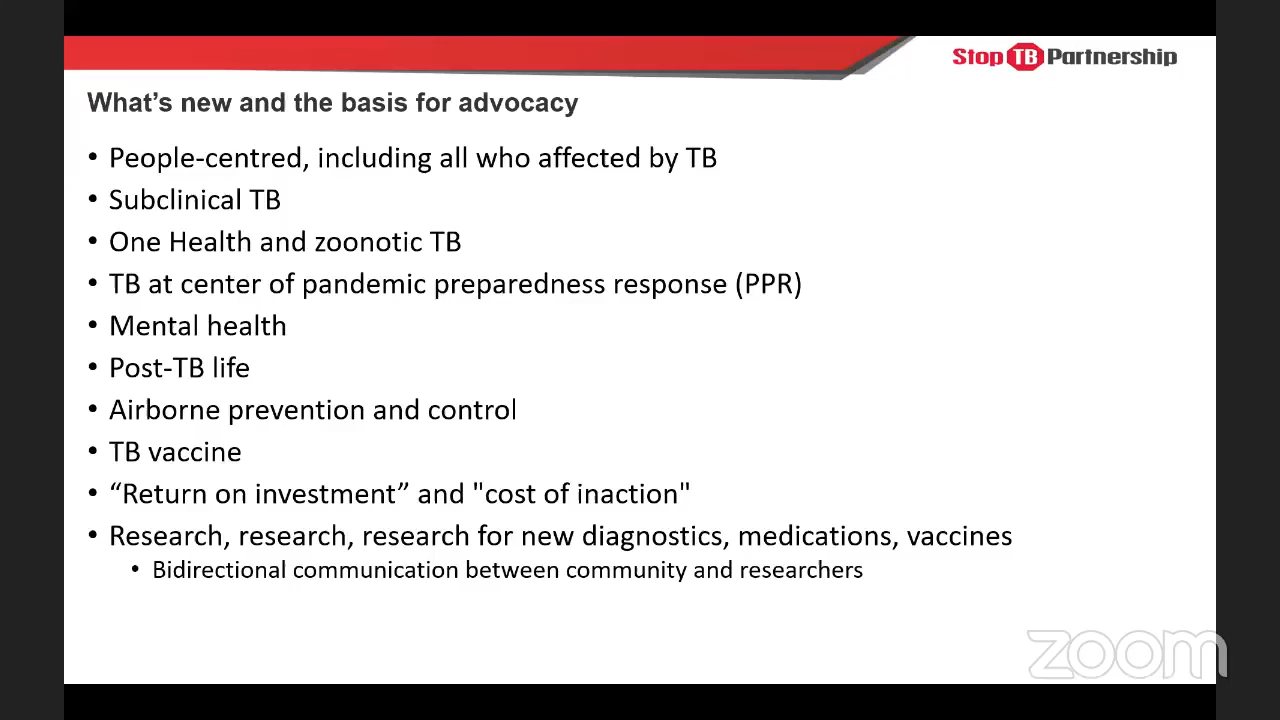 Stop TB Partnership
What’s new and the basis for advocacy
• People-centred, including all who affected by TB
• Subclinical TB
• One Health and zoonotic TB
• TB at center of pandemic preparedness response (PPR)
• Mental health
• Post-TB life
• Airborne prevention and control
• TB vaccine
• “Return on investment” and "cost of inaction"
• Research, research, research for new diagnostics, medications, vaccines
• Bidirectional communication between community and researchers
zoom